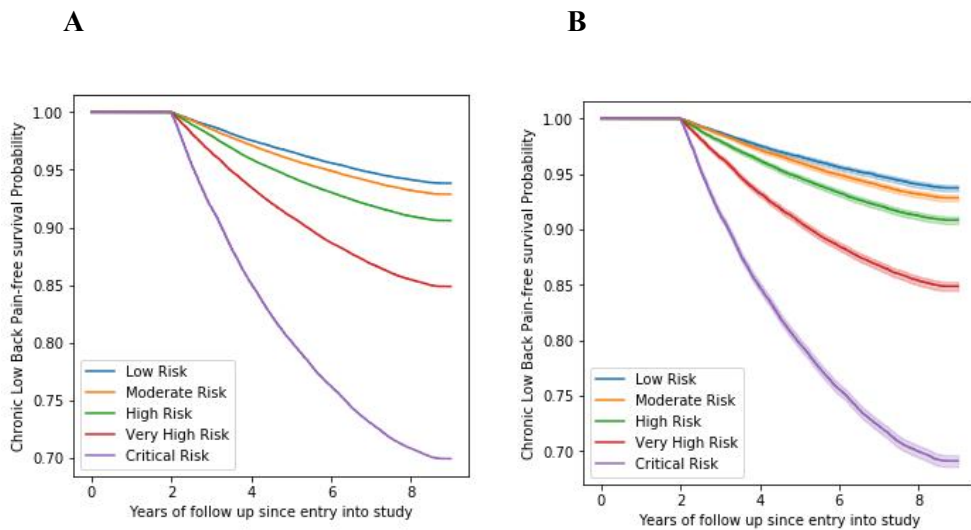 A
B
Chronic Low Back Pain-free survival Probability
1.00
0.95
0.90
0.85
0.80
0.75
0.70
Low Risk
Moderate Risk
High Risk
Very High Risk
Critical Risk
0 2 4 6 8
Years of follow up since entry into study
Chronic Low Back Pain-free survival Probability
1.00
0.95
0.90
0.85
0.80
0.75
0.70
Low Risk
Moderate Risk
High Risk
Very High Risk
Critical Risk
0 2 4 6 8
Years of follow up since entry into study